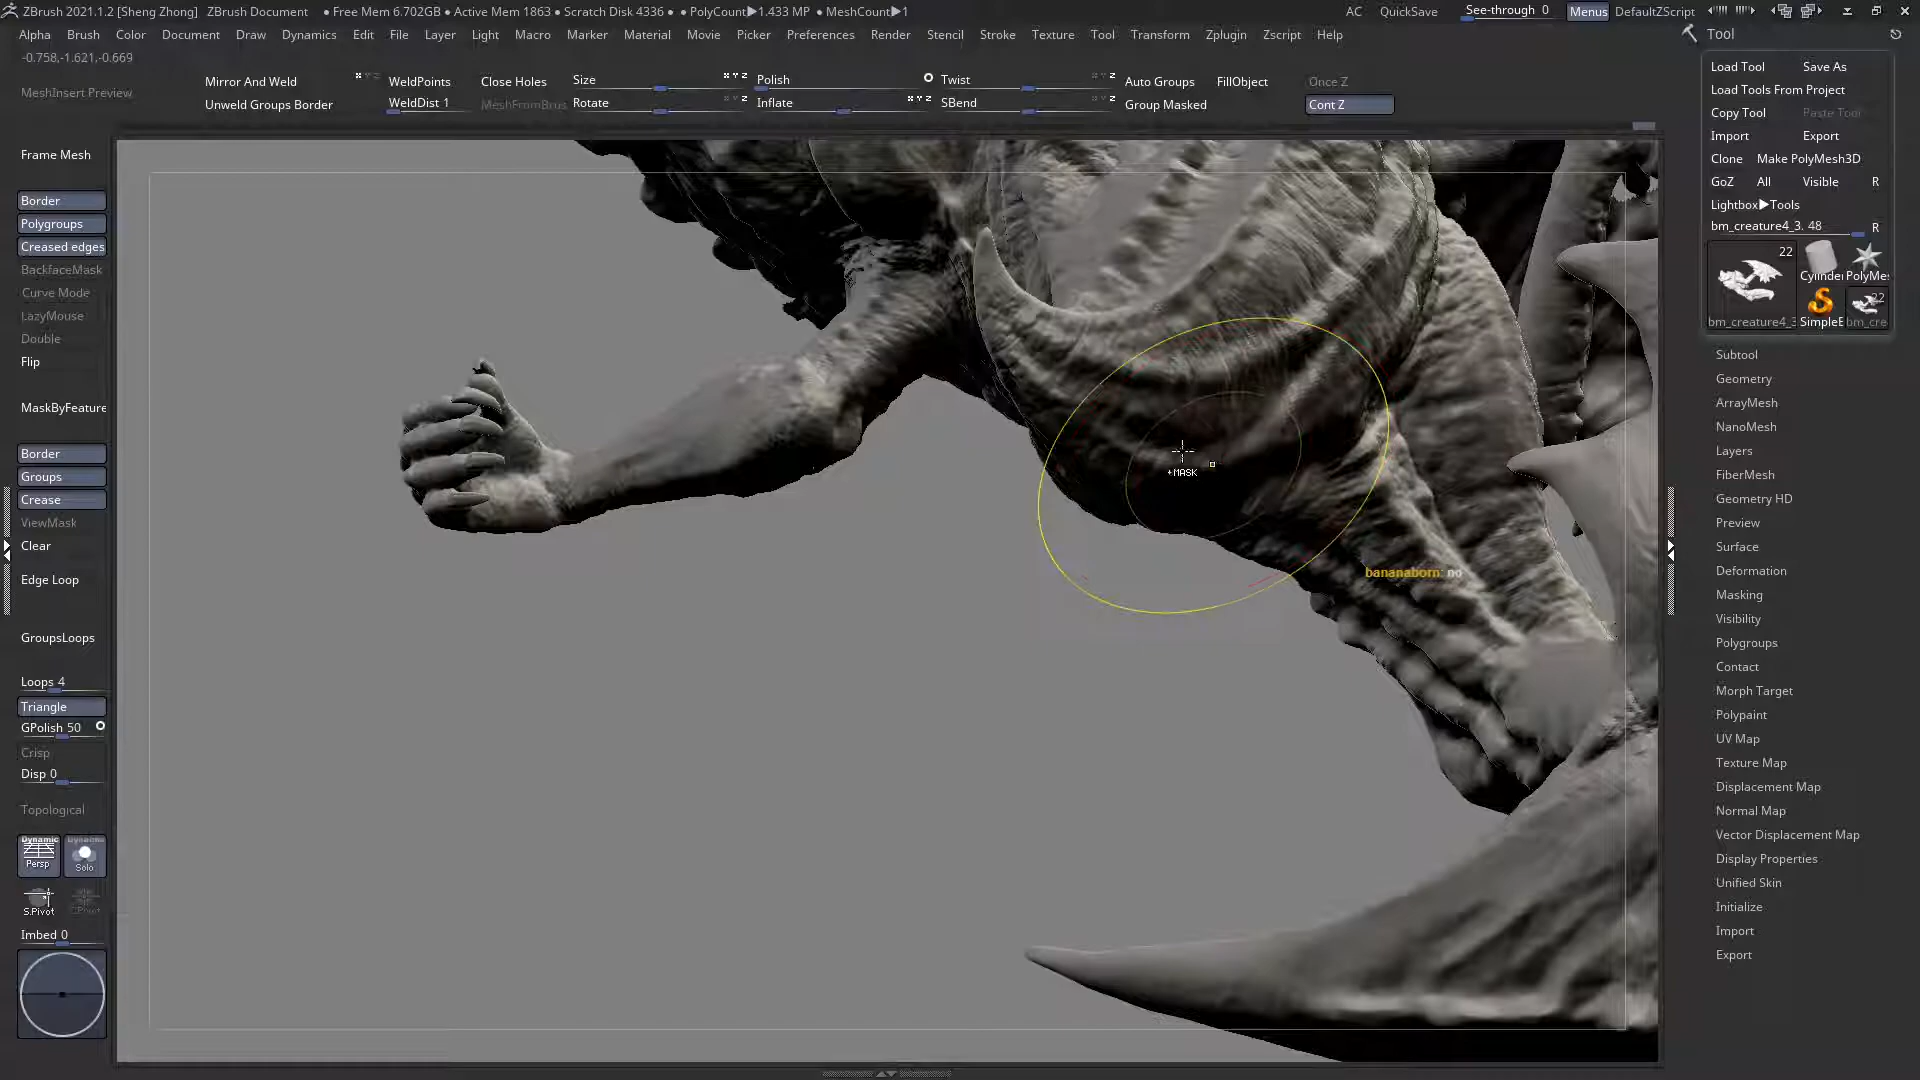 ZBrush 2021.1.2 [Sheng Zhong] ZBrush Document • Free Mem 6.702GB • Active Mem 1863 • Scratch Disk 4336 • • PolyCount▶1.433 MP • MeshCount▶1 AC QuickSave See-through 0 Menus DefaultZScript
Alpha Brush Color Document Draw Dynamics Edit File Layer Light Macro Marker Material Movie Picker Preferences Render Stencil Stroke Texture Tool Transform Zplugin Zscript Help
-0.758,-1.621,-0.669
MeshInsert Preview
Mirror And Weld WeldPoints Close Holes Size Polish Twist Auto Groups FillObject Once Z
Unweld Groups Border WeldDist 1 MeshFromBrus Rotate Inflate SBend Group Masked Cont Z
Frame Mesh
Border
Polygroups
Creased edges
BackfaceMask
Curve Mode
LazyMouse
Double
Flip
MaskByFeature
Border
Groups
Crease
ViewMask
Clear
Edge Loop
GroupsLoops
Loops 4
Triangle
GPolish 50
Crisp
Disp 0
Topological
Dynamic
Persp
Dynamic
Solo
S.Pivot
Imbed 0
+MASK
bananaborn: no
Tool
Load Tool Save As
Load Tools From Project
Copy Tool Paste Tool
Import Export
Clone Make PolyMesh3D
GoZ All Visible R
Lightbox▶Tools
bm_creature4_3. 48 R
22
Cylinder PolyMes
22
bm_creature4_3 SimpleE bm_cre
Subtool
Geometry
ArrayMesh
NanoMesh
Layers
FiberMesh
Geometry HD
Preview
Surface
Deformation
Masking
Visibility
Polygroups
Contact
Morph Target
Polypaint
UV Map
Texture Map
Displacement Map
Normal Map
Vector Displacement Map
Display Properties
Unified Skin
Initialize
Import
Export